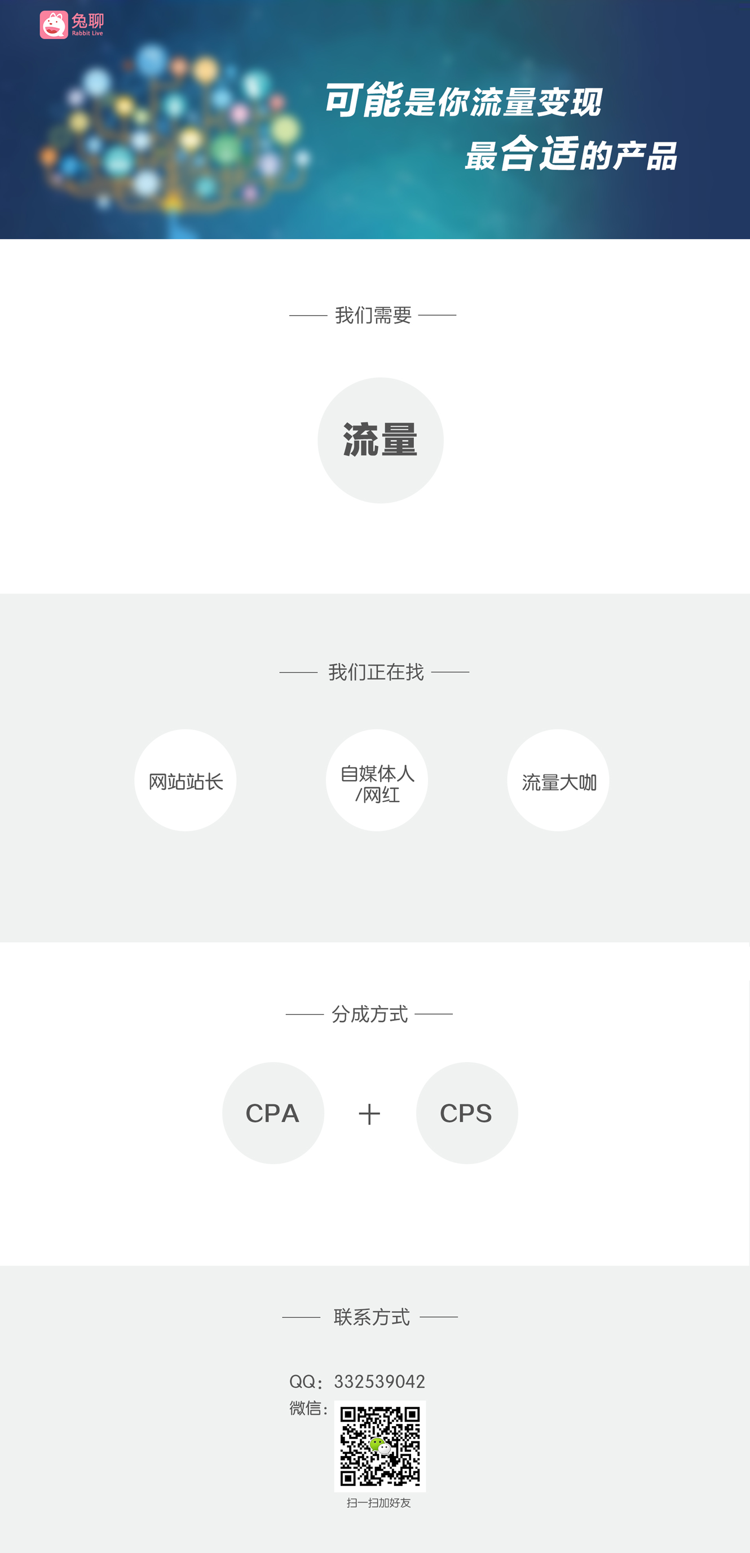 兔聊
Rabbit Live
可能是你流量变现
最合适的产品
我们需要
流量
我们正在找
网站站长
自媒体人
/网红
流量大咖
分成方式
CPA + CPS
联系方式
QQ：332539042
微信：
扫一扫加好友